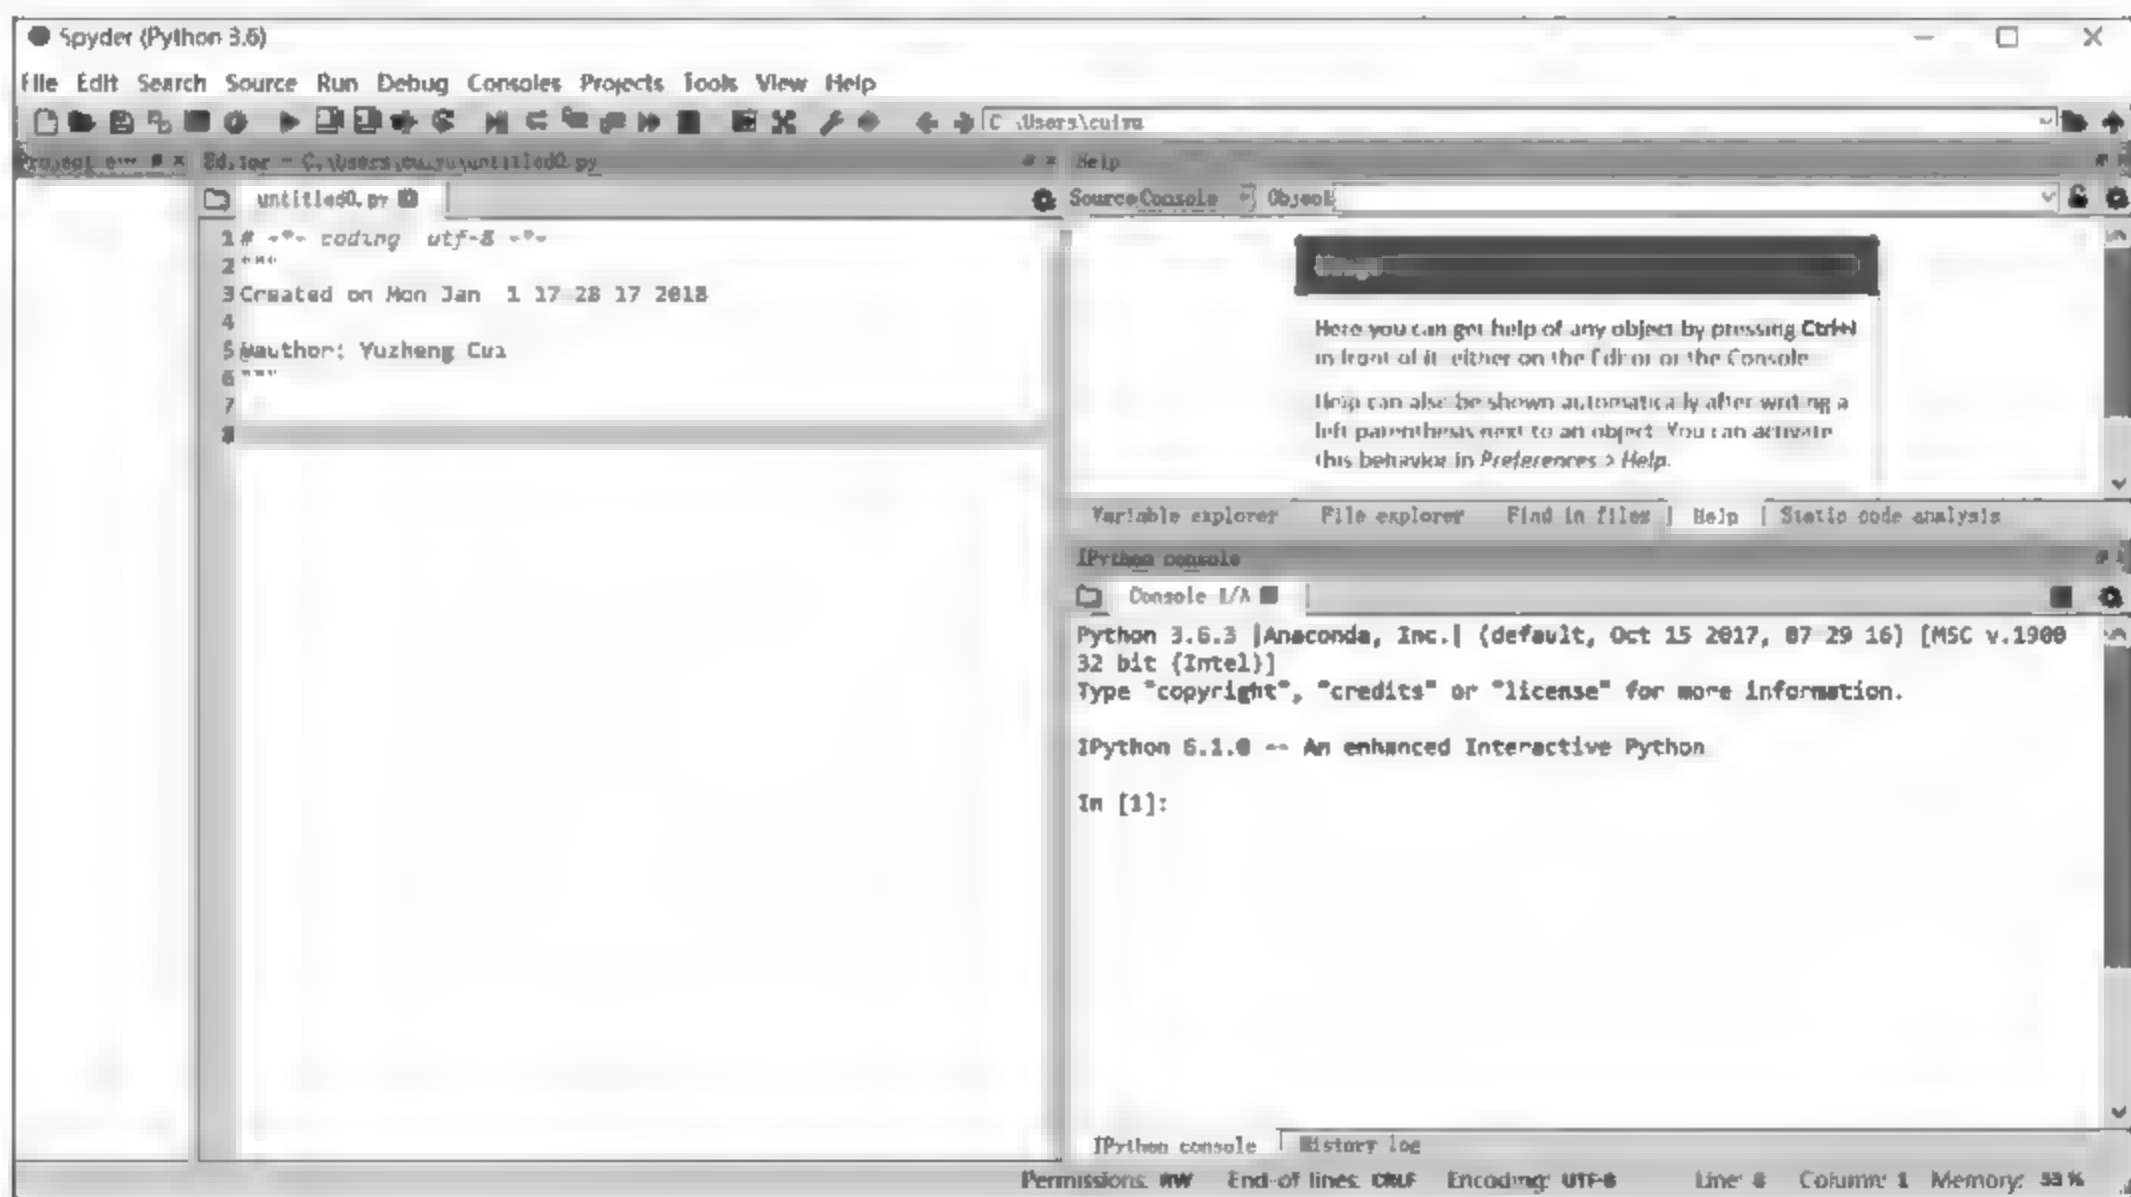 Spyder (Python 3.6)
File Edit Search Source Run Debug Consoles Projects Tools View Help
C:\Users\cuiyu
Project
Editor - C:\Users\cuiyu\untitled0.py
Help
untitled0.py
Source Console Object
1 # -*- coding: utf-8 -*-
2 """
3 Created on Mon Jan 1 17:28:17 2018
4
5 @author: Yuzheng Cui
6 """
7
8
Here you can get help of any object by pressing Ctrl+I
in front of it, either on the Editor or the Console.
Help can also be shown automatically after writing a
left parenthesis next to an object. You can activate
this behavior in Preferences > Help.
Variable explorer File explorer Find in files Help Static code analysis
IPython console
Console 1/A
Python 3.6.3 |Anaconda, Inc.| (default, Oct 15 2017, 07:29:16) [MSC v.1900
32 bit (Intel)]
Type "copyright", "credits" or "license" for more information.
IPython 6.1.0 -- An enhanced Interactive Python.
In [1]:
IPython console History log
Permissions: RW End-of-lines: CRLF Encoding: UTF-8 Line: 8 Column: 1 Memory: 53 %